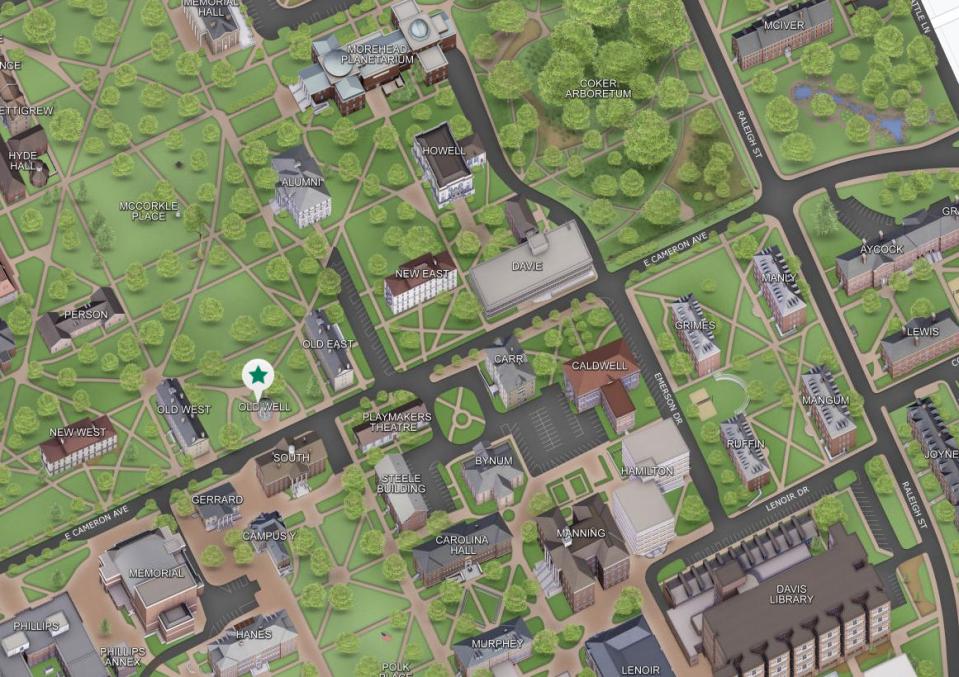 MEMORIAL
HALL
MCIVER
MOREHEAD
PLANETARIUM
COKER
ARBORETUM
RALEIGH ST
HYDE
HALL
HOWELL
ALUMNI
MCCORKLE
PLACE
E CAMERON AVE
AYCOCK
DAVIE
NEW EAST
MANLY
PERSON
GRIMES
LEWIS
OLD EAST
CARR
CALDWELL
EMERSON DR
MANGUM
OLD WEST
OLD WELL
PLAYMAKERS
THEATRE
NEW WEST
RUFFIN
SOUTH
BYNUM
HAMILTON
STEELE
BUILDING
GERRARD
LENOIR DR
RALEIGH ST
E CAMERON AVE
CAMPUS Y
CAROLINA
HALL
MANNING
MEMORIAL
DAVIS
LIBRARY
PHILLIPS
HANES
MURPHEY
PHILLIPS
ANNEX
POLK
LENOIR